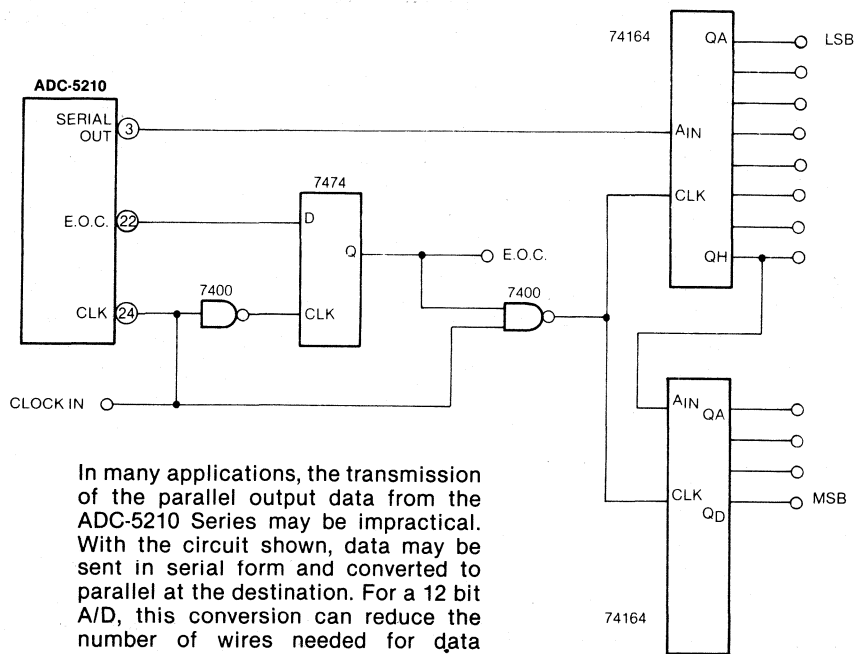 74164
QA
LSB
ADC-5210
SERIAL
OUT
3
AIN
7474
E.O.C.
22
D
CLK
Q
E.O.C.
QH
7400
7400
CLK
24
CLK
CLOCK IN
AIN
QA
CLK
QD
MSB
74164
In many applications, the transmission
of the parallel output data from the
ADC-5210 Series may be impractical.
With the circuit shown, data may be
sent in serial form and converted to
parallel at the destination. For a 12 bit
A/D, this conversion can reduce the
number of wires needed for data